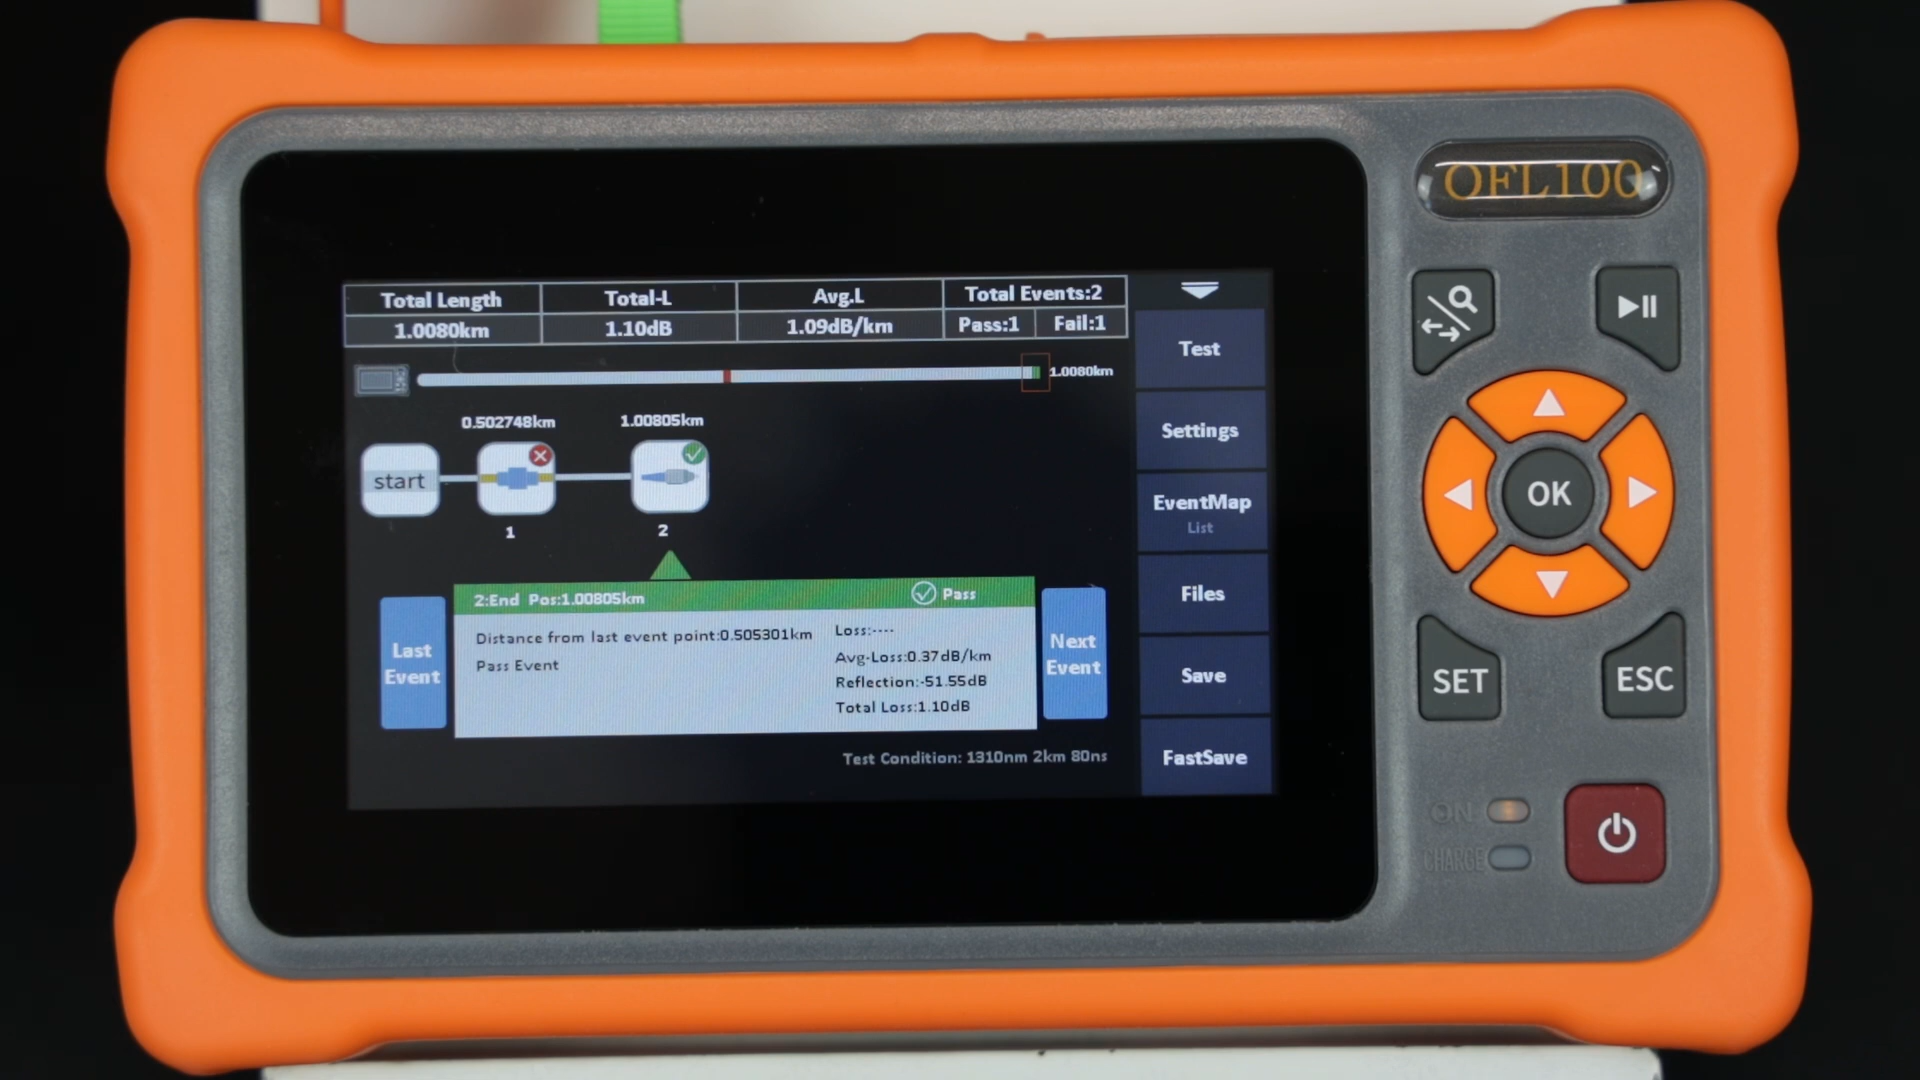 OFL100
Total Length Total-L Avg.L Total Events:2
1.0080km 1.10dB 1.09dB/km Pass:1 Fail:1
1.0080km
0.502748km 1.00805km
start
1 2
2:End Pos:1.00805km Pass
Distance from last event point:0.505301km
Pass Event
Loss:----
Avg-Loss:0.37dB/km
Reflection:-51.55dB
Total Loss:1.10dB
Last
Event
Next
Event
Test Condition: 1310nm 2km 80ns
Test
Settings
EventMap
List
Files
Save
FastSave
OK
SET
ESC
ON
CHARGE